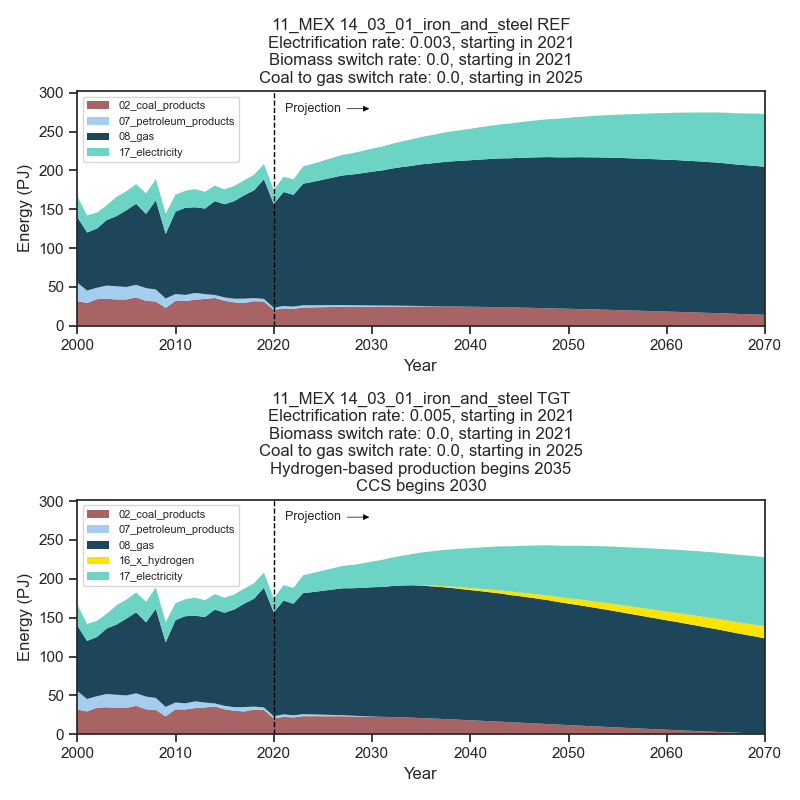 11_MEX 14_03_01_iron_and_steel REF
Electrification rate: 0.003, starting in 2021
Biomass switch rate: 0.0, starting in 2021
Coal to gas switch rate: 0.0, starting in 2025
300
250
200
150
100
50
0
Energy (PJ)
02_coal_products
07_petroleum_products
08_gas
17_electricity
Projection
2000 2010 2020 2030 2040 2050 2060 2070
Year
11_MEX 14_03_01_iron_and_steel TGT
Electrification rate: 0.005, starting in 2021
Biomass switch rate: 0.0, starting in 2021
Coal to gas switch rate: 0.0, starting in 2025
Hydrogen-based production begins 2035
CCS begins 2030
300
250
200
150
100
50
0
Energy (PJ)
02_coal_products
07_petroleum_products
08_gas
16_x_hydrogen
17_electricity
Projection
2000 2010 2020 2030 2040 2050 2060 2070
Year